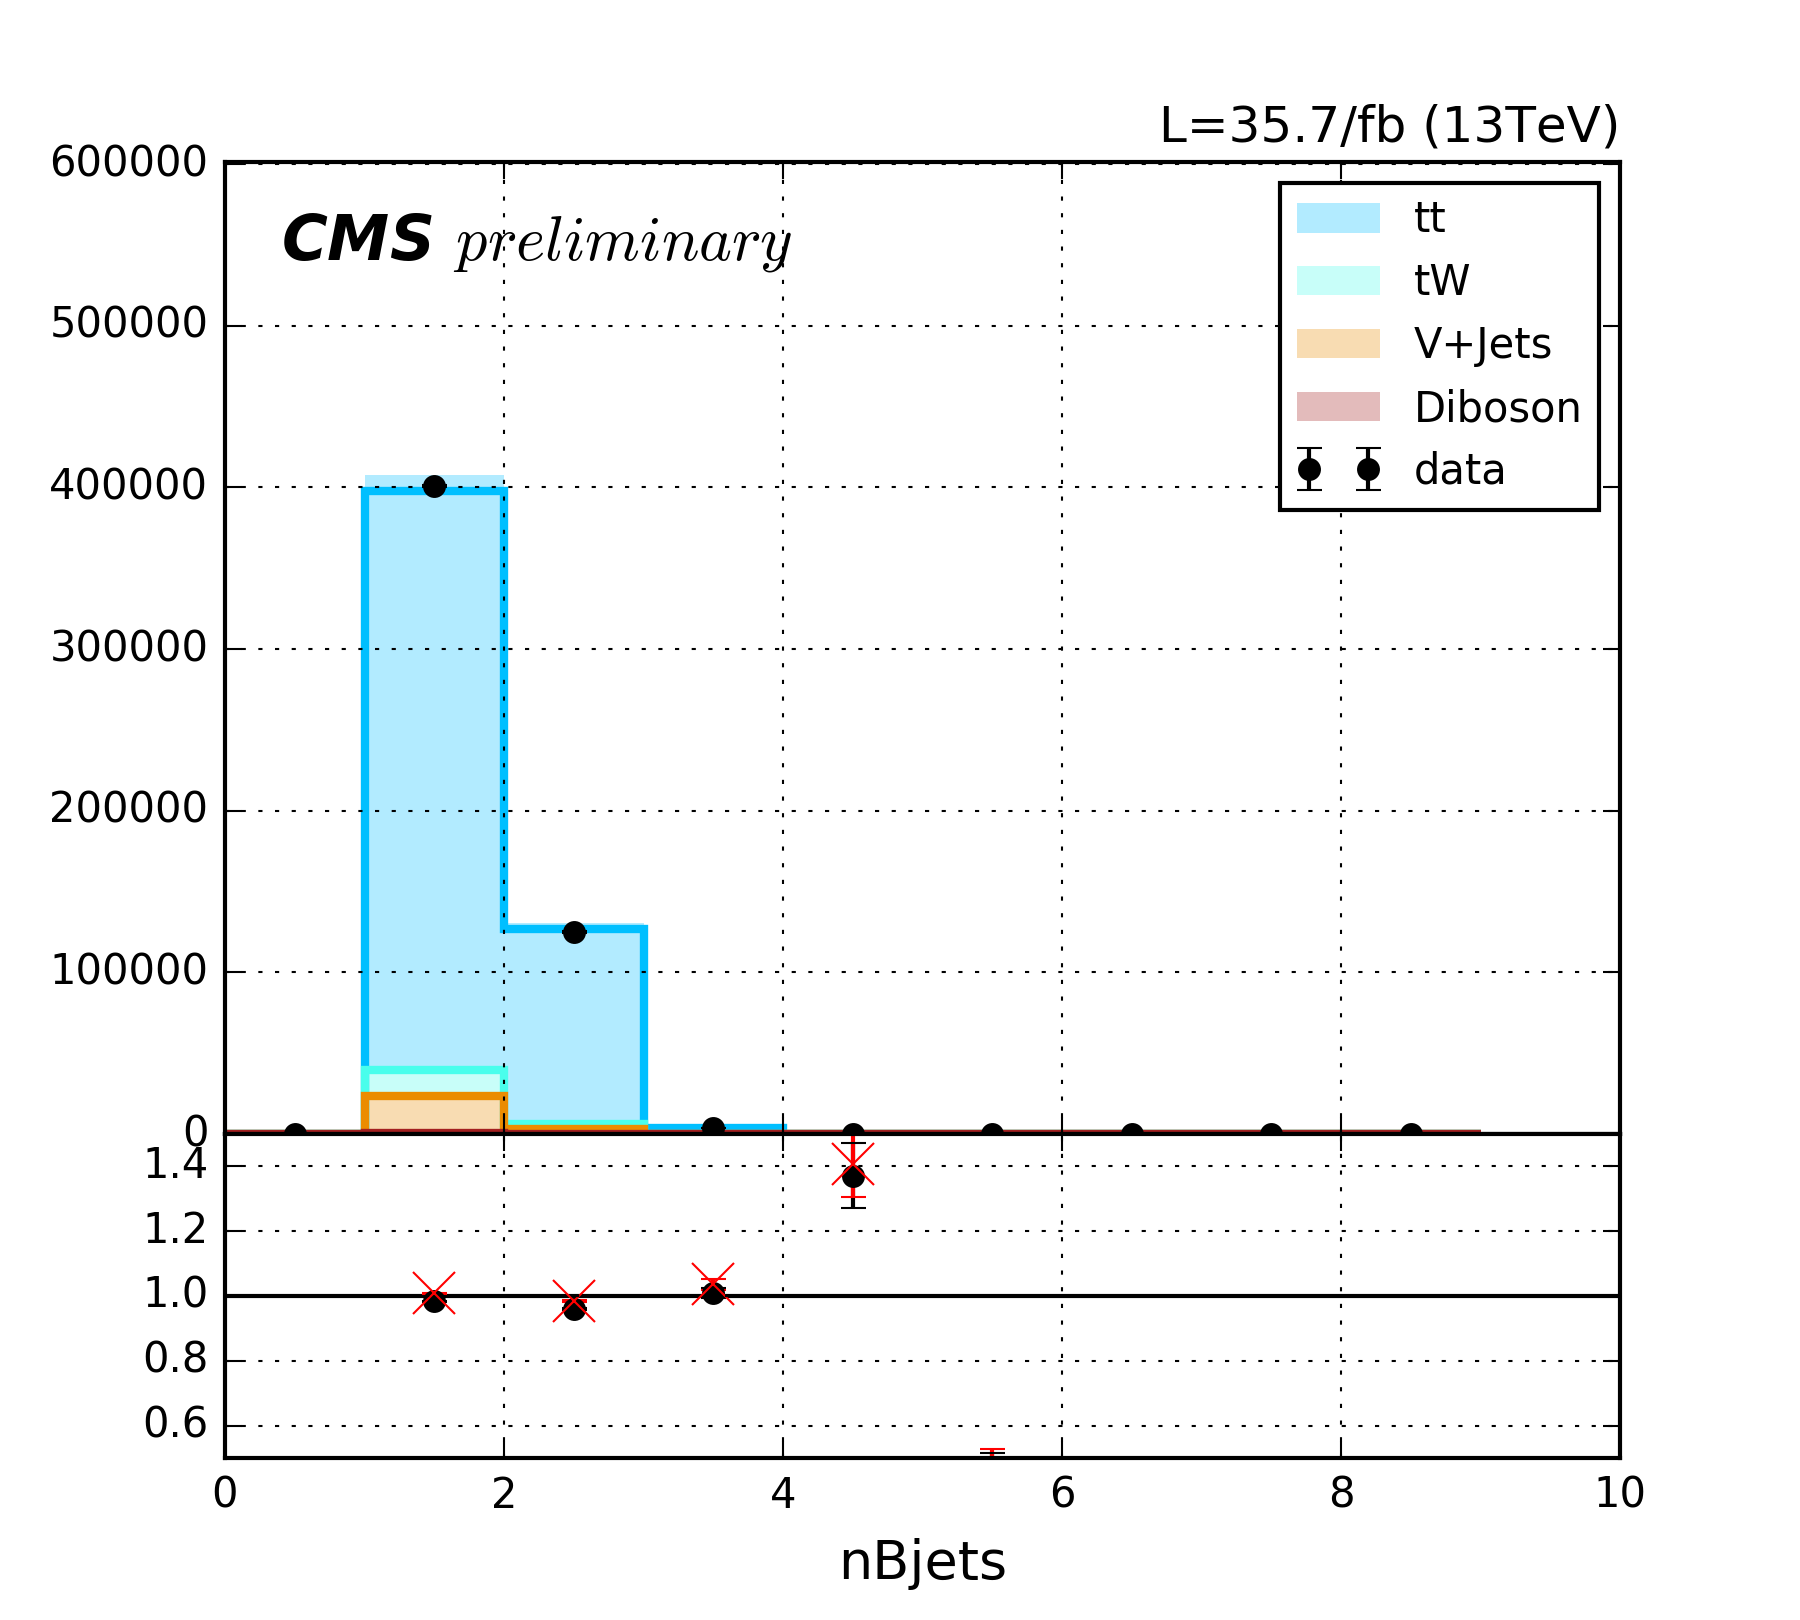 L=35.7/fb (13TeV)
CMS preliminary
600000
500000
400000
300000
200000
100000
0
tt
tW
V+Jets
Diboson
data
1.4
1.2
1.0
0.8
0.6
0 2 4 6 8 10
nBjets